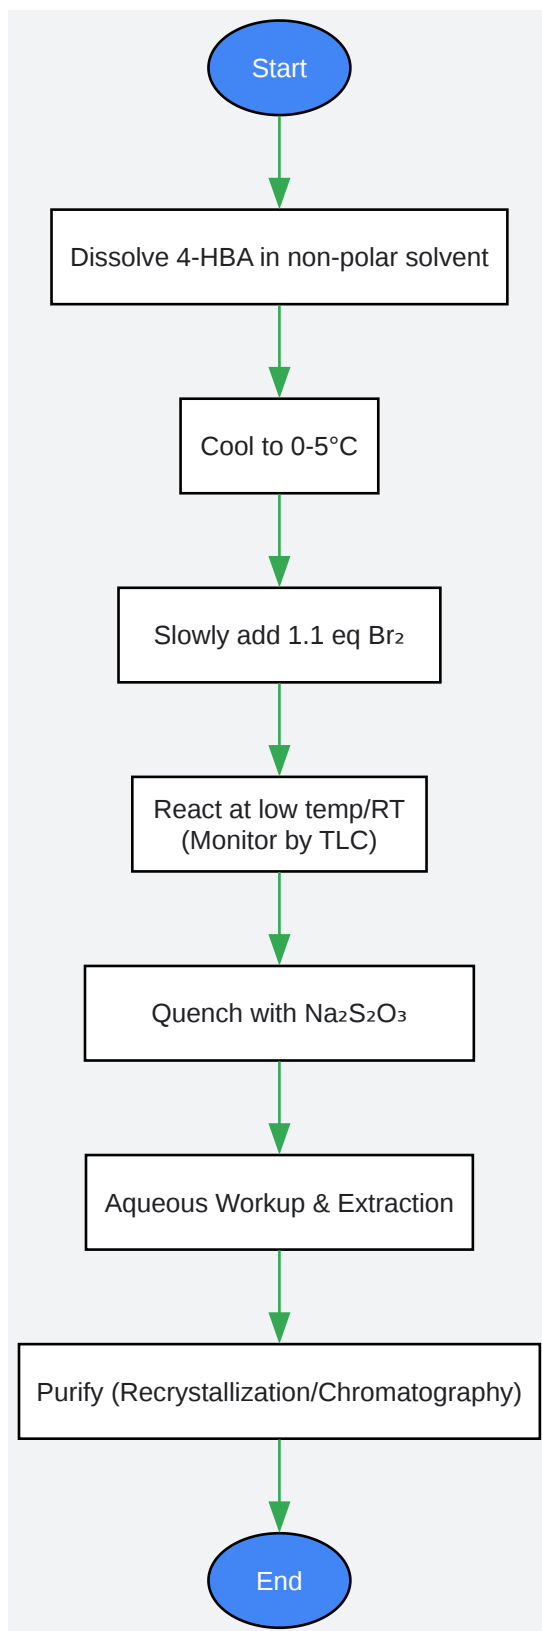 Start
Dissolve 4-HBA in non-polar solvent
Cool to 0-5°C
Slowly add 1.1 eq Br₂
React at low temp/RT
(Monitor by TLC)
Quench with Na₂S₂O₃
Aqueous Workup & Extraction
Purify (Recrystallization/Chromatography)
End